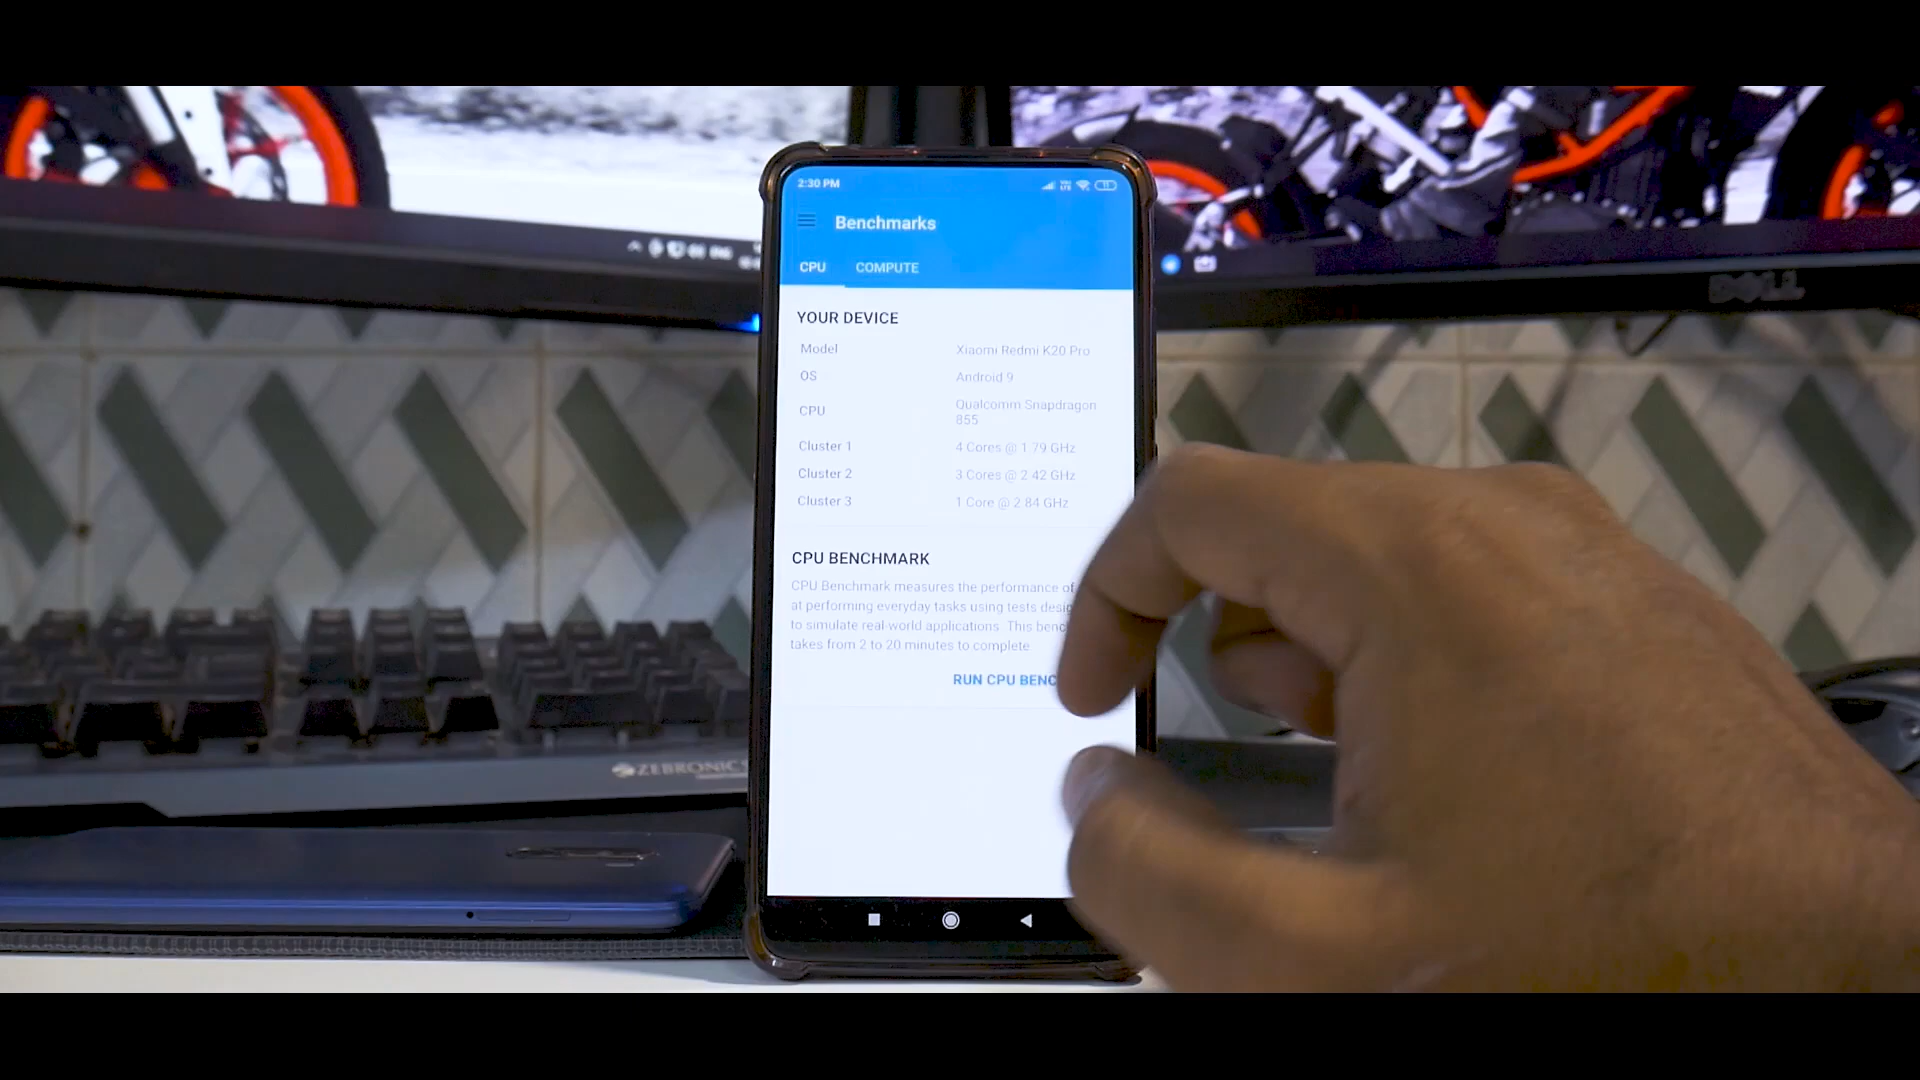 2:30 PM
Benchmarks
CPU COMPUTE
YOUR DEVICE
Model Xiaomi Redmi K20 Pro
OS Android 9
CPU Qualcomm Snapdragon
855
Cluster 1 4 Cores @ 1.79 GHz
Cluster 2 3 Cores @ 2.42 GHz
Cluster 3 1 Core @ 2.84 GHz
CPU BENCHMARK
CPU Benchmark measures the performance of
at performing everyday tasks using tests desig
to simulate real-world applications. This benc
takes from 2 to 20 minutes to complete.
RUN CPU BENC
DELL
ZEBRONICS
ENG